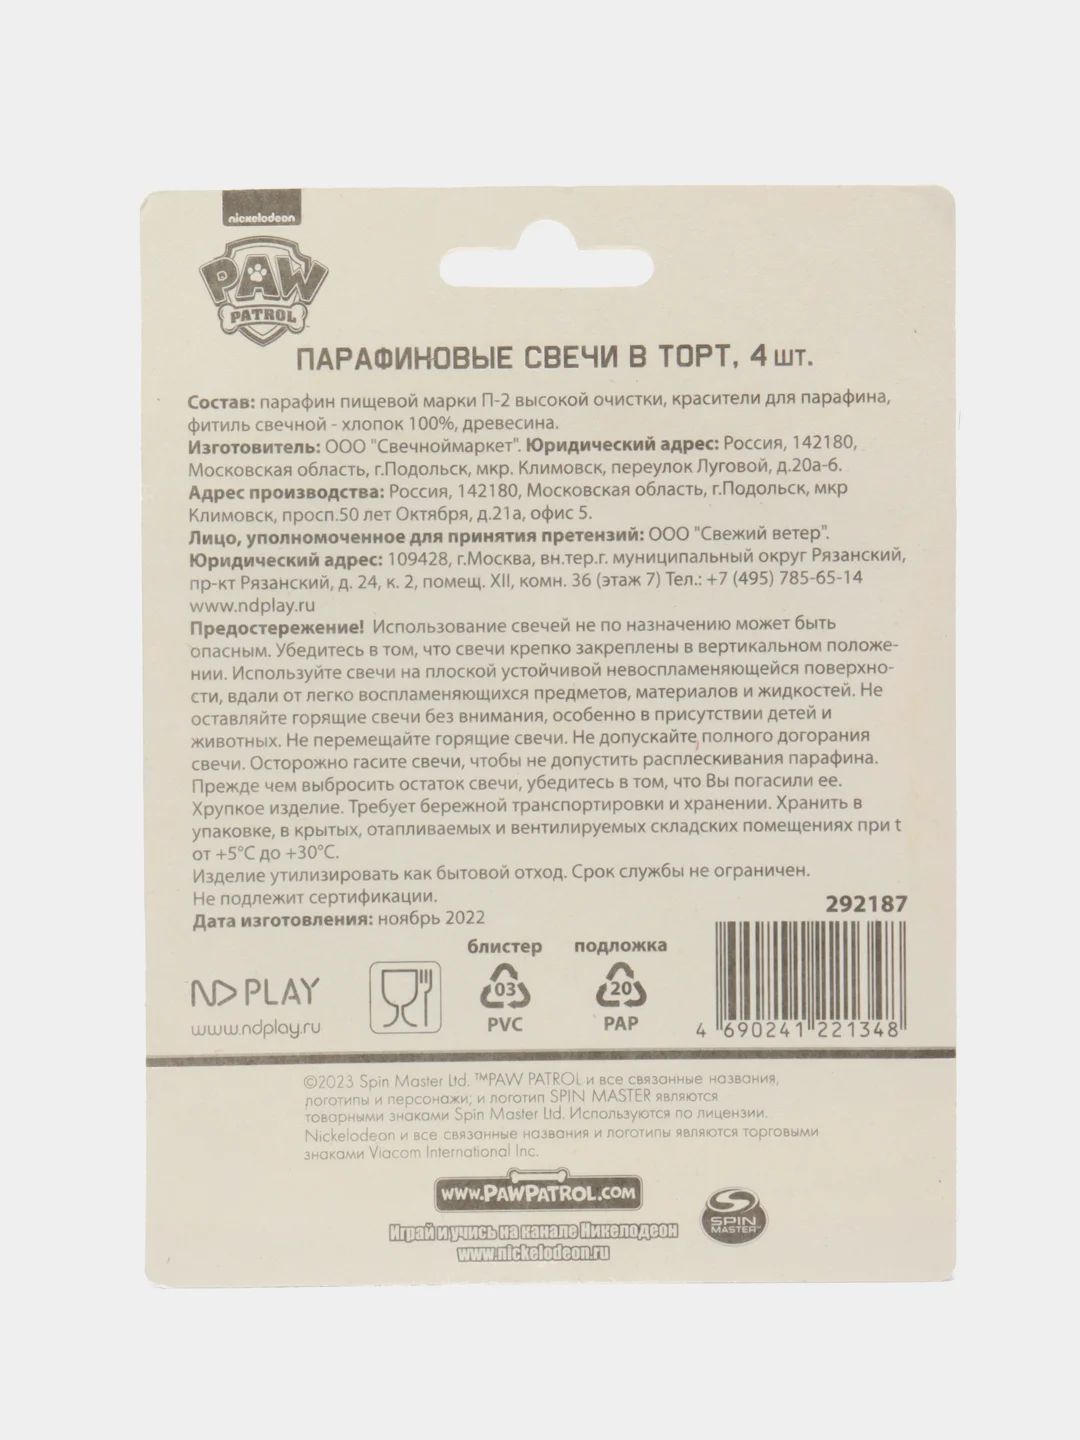 nickelodeon
PAW
PATROL
ПАРАФИНОВЫЕ СВЕЧИ В ТОРТ, 4 шт.
Состав: парафин пищевой марки П-2 высокой очистки, красители для парафина,
фитиль свечной - хлопок 100%, древесина.
Изготовитель: ООО "Свечноймаркет". Юридический адрес: Россия, 142180,
Московская область, г.Подольск, мкр. Климовск, переулок Луговой, д.20а-6.
Адрес производства: Россия, 142180, Московская область, г.Подольск, мкр
Климовск, просп.50 лет Октября, д.21а, офис 5.
Лицо, уполномоченное для принятия претензий: ООО "Свежий ветер".
Юридический адрес: 109428, г.Москва, вн.тер.г. муниципальный округ Рязанский,
пр-кт Рязанский, д. 24, к. 2, помещ. XII, комн. 36 (этаж 7) Тел.: +7 (495) 785-65-14
www.ndplay.ru
Предостережение! Использование свечей не по назначению может быть
опасным. Убедитесь в том, что свечи крепко закреплены в вертикальном положе-
нии. Используйте свечи на плоской устойчивой невоспламеняющейся поверхно-
сти, вдали от легко воспламеняющихся предметов, материалов и жидкостей. Не
оставляйте горящие свечи без внимания, особенно в присутствии детей и
животных. Не перемещайте горящие свечи. Не допускайте полного догорания
свечи. Осторожно гасите свечи, чтобы не допустить расплескивания парафина.
Прежде чем выбросить остаток свечи, убедитесь в том, что Вы погасили ее.
Хрупкое изделие. Требует бережной транспортировки и хранении. Хранить в
упаковке, в крытых, отапливаемых и вентилируемых складских помещениях при t
от +5°С до +30°С.
Изделие утилизировать как бытовой отход. Срок службы не ограничен.
Не подлежит сертификации.
Дата изготовления: ноябрь 2022
292187
блистер
подложка
ND PLAY
www.ndplay.ru
03
PVC
20
PAP
4 690241 221348
©2023 Spin Master Ltd. ™PAW PATROL и все связанные названия,
логотипы и персонажи; и логотип SPIN MASTER являются
товарными знаками Spin Master Ltd. Используются по лицензии.
Nickelodeon и все связанные названия и логотипы являются торговыми
знаками Viacom International Inc.
www.PAWPATROL.com
Играй и учись на канале Никелодеон
www.nickelodeon.ru
SPIN
MASTER™